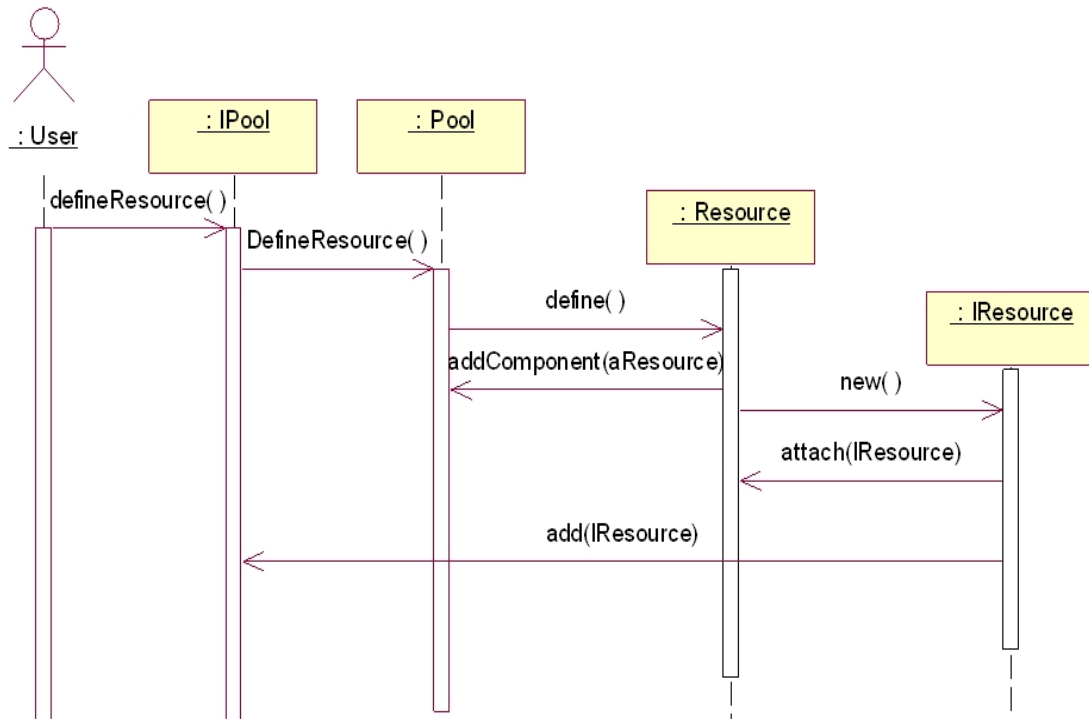 : User
: IPool
: Pool
: Resource
: IResource
defineResource( )
DefineResource( )
define( )
addComponent(aResource)
new( )
attach(IResource)
add(IResource)